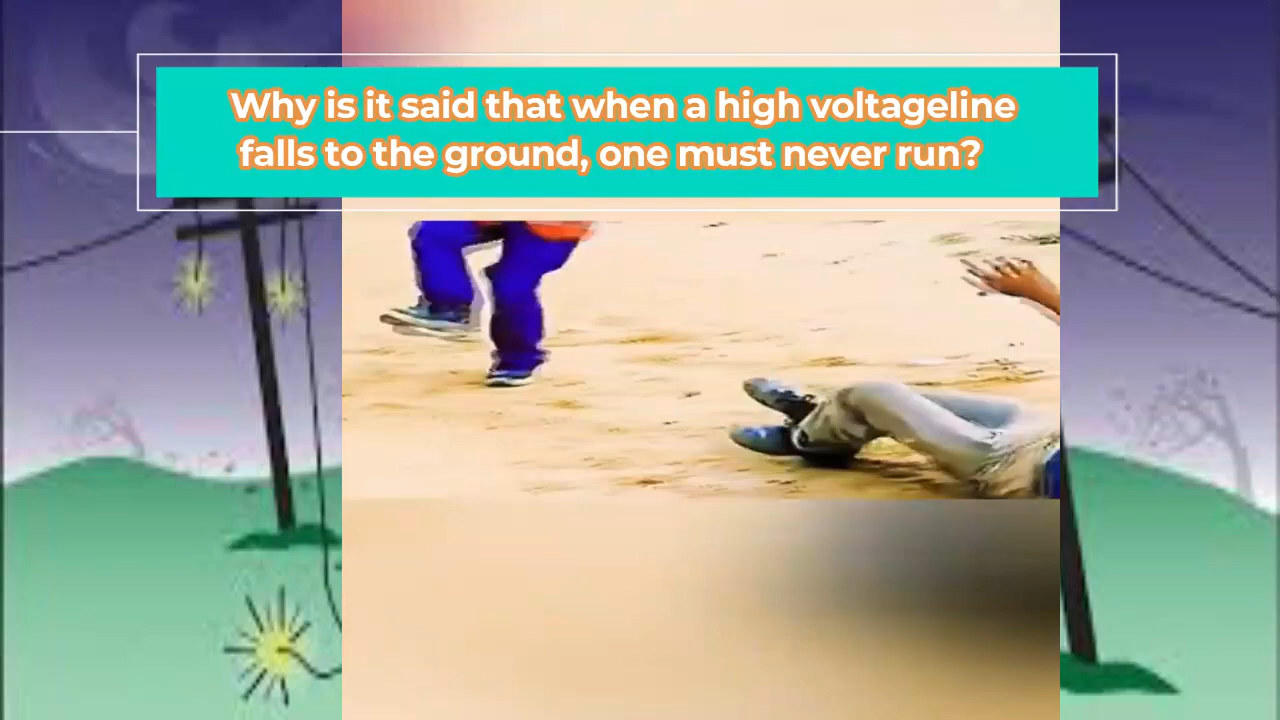 Why is it said that when a high voltageline
falls to the ground, one must never run?